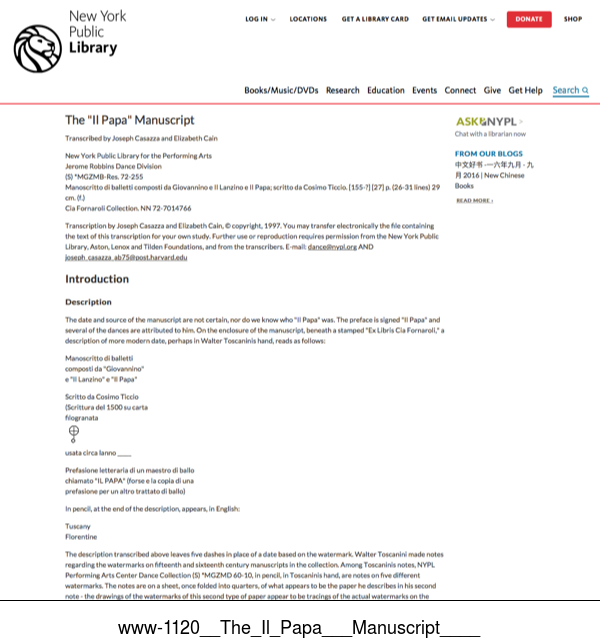 New York
Public
Library
LOG IN LOCATIONS GET A LIBRARY CARD GET EMAIL UPDATES DONATE SHOP
Books/Music/DVDs Research Education Events Connect Give Get Help Search
The "Il Papa" Manuscript
Transcribed by Joseph Casazza and Elizabeth Cain
New York Public Library for the Performing Arts
Jerome Robbins Dance Division
(S) *MGZMB-Res. 72-255
Manoscritto di balletti composti da Giovannino e Il Lanzino e Il Papa; scritto da Cosimo Ticcio. [155-?] [27] p. (26-31 lines) 29
cm. (f.)
Cia Fornaroli Collection. NN 72-7014766
Transcription by Joseph Casazza and Elizabeth Cain, © copyright, 1997. You may transfer electronically the file containing
the text of this transcription for your own study. Further use or reproduction requires permission from the New York Public
Library, Aston, Lenox and Tilden Foundations, and from the transcribers. E-mail: dance@nypl.org AND
joseph_casazza_ab75@post.harvard.edu
Introduction
Description
The date and source of the manuscript are not certain, nor do we know who "Il Papa" was. The preface is signed "Il Papa" and
several of the dances are attributed to him. On the enclosure of the manuscript, beneath a stamped "Ex Libris Cia Fornaroli," a
description of more modern date, perhaps in Walter Toscaninis hand, reads as follows:
Manoscritto di balletti
composti da "Giovannino"
e "Il Lanzino" e "Il Papa"
Scritto da Cosimo Ticcio
(Scrittura del 1500 su carta
filogranata
usata circa lanno ____
Prefasione letteraria di un maestro di ballo
chiamato "IL PAPA" (forse e la copia di una
prefasione per un altro trattato di ballo)
In pencil, at the end of the description, appears, in English:
Tuscany
Florentine
The description transcribed above leaves five dashes in place of a date based on the watermark. Walter Toscanini made notes
regarding the watermarks on fifteenth and sixteenth century manuscripts in the collection. Among Toscaninis notes, NYPL
Performing Arts Center Dance Collection (S) *MGZMD 60-10, in pencil, in Toscaninis hand, are notes on five different
watermarks. The notes are on a sheet, once folded into quarters, of what appears to be the paper he describes in his second
note - the drawings of the watermarks of this second type of paper appear to be tracings of the actual watermarks on the
ASK NYPL
Chat with a librarian now
FROM OUR BLOGS
中文好书 ·一六年九月 · 九
月 2016 | New Chinese
Books
READ MORE ›
www-1120__The_Il_Papa___Manuscript____